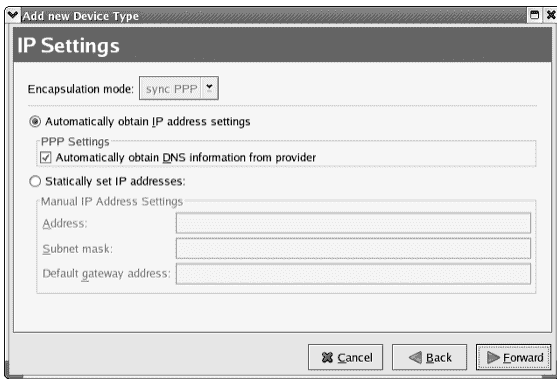 Add new Device Type
IP Settings
Encapsulation mode: sync PPP
Automatically obtain IP address settings
PPP Settings
Automatically obtain DNS information from provider
Statically set IP addresses:
Manual IP Address Settings
Address:
Subnet mask:
Default gateway address:
Cancel Back Forward